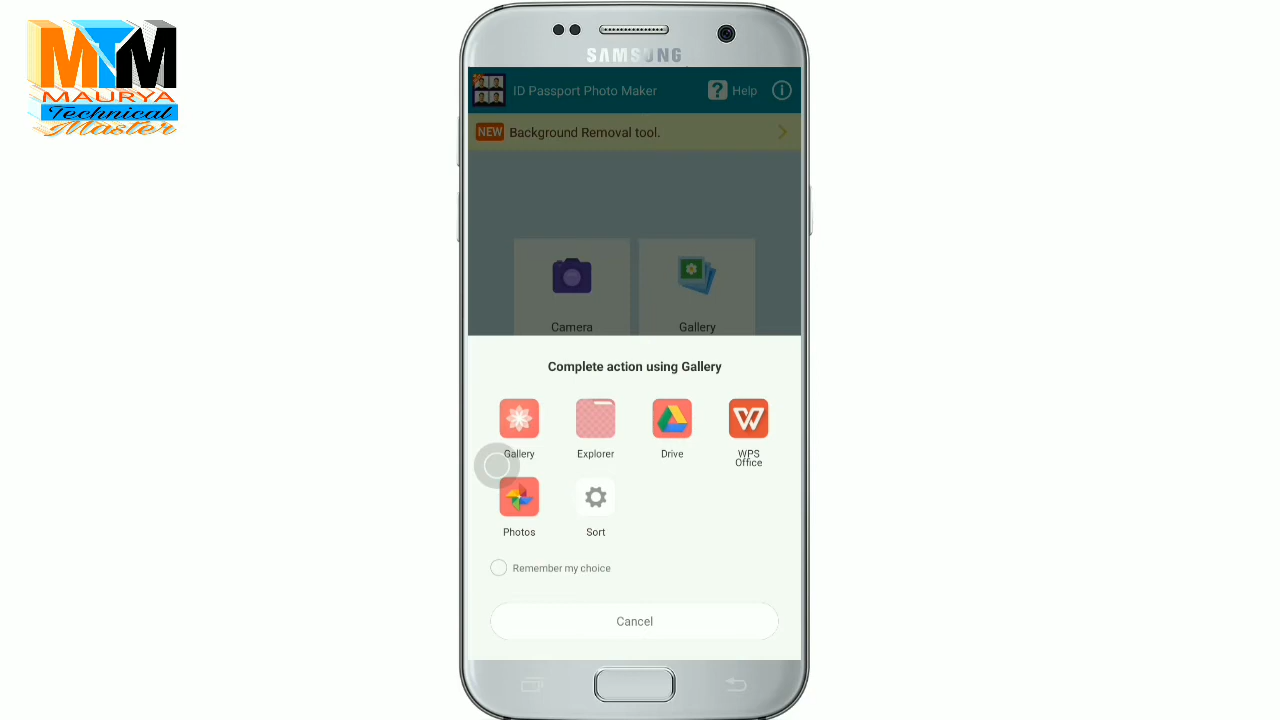 MTM
MAURYA
Technical
Master
SAMSUNG
ID Passport Photo Maker
? Help i
NEW Background Removal tool.
Camera Gallery
Complete action using Gallery
Gallery Explorer Drive WPS
Office
Photos Sort
Remember my choice
Cancel